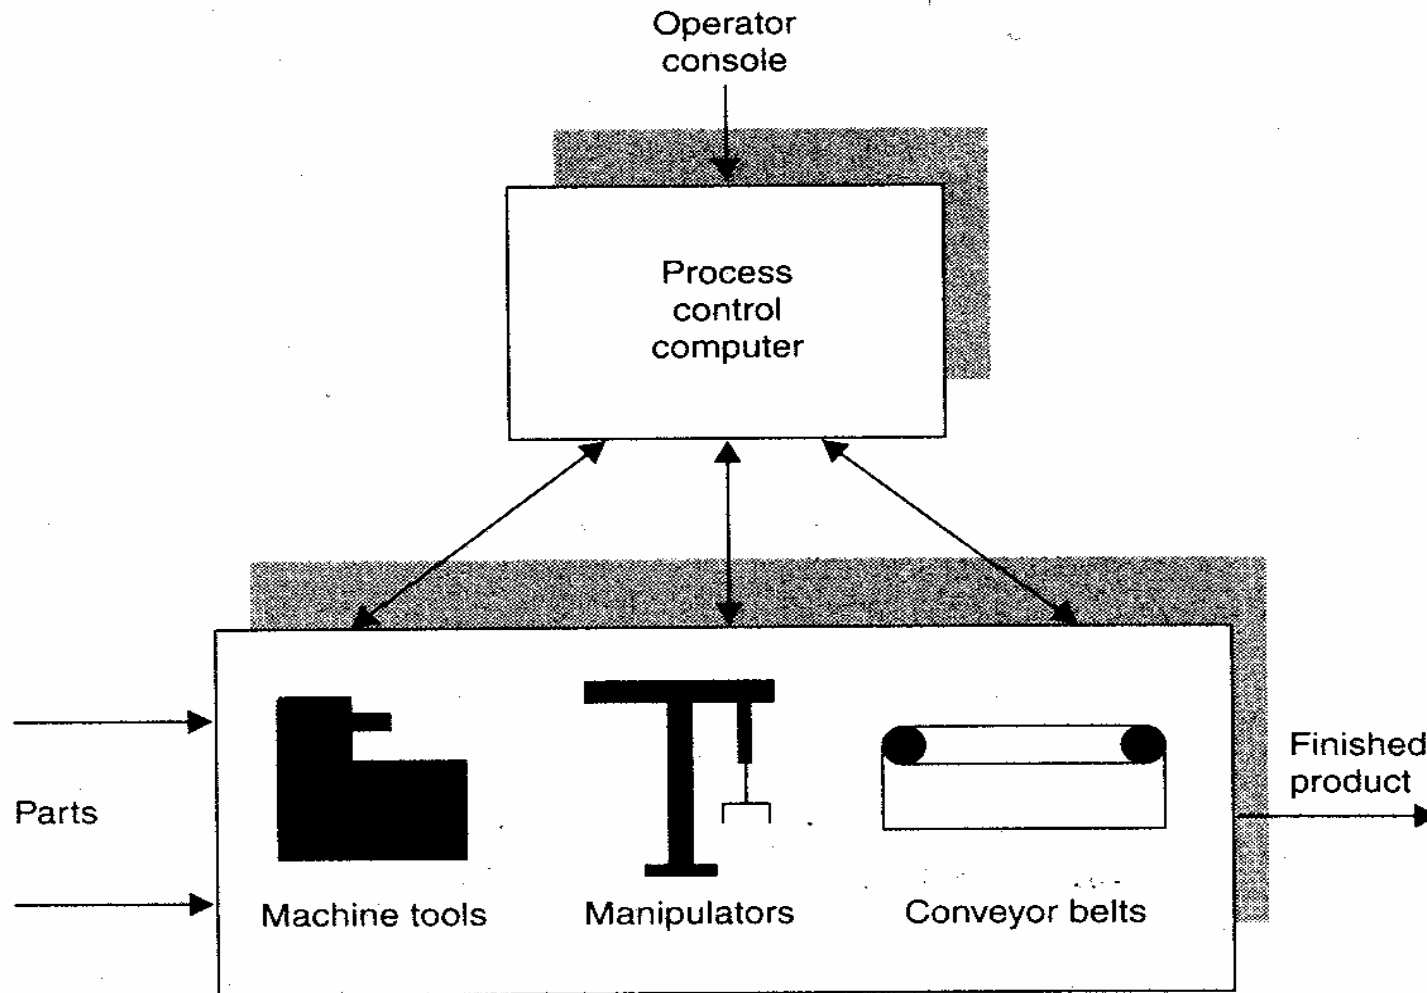 Operator
console
Process
control
computer
Parts
Machine tools
Manipulators
Conveyor belts
Finished
product